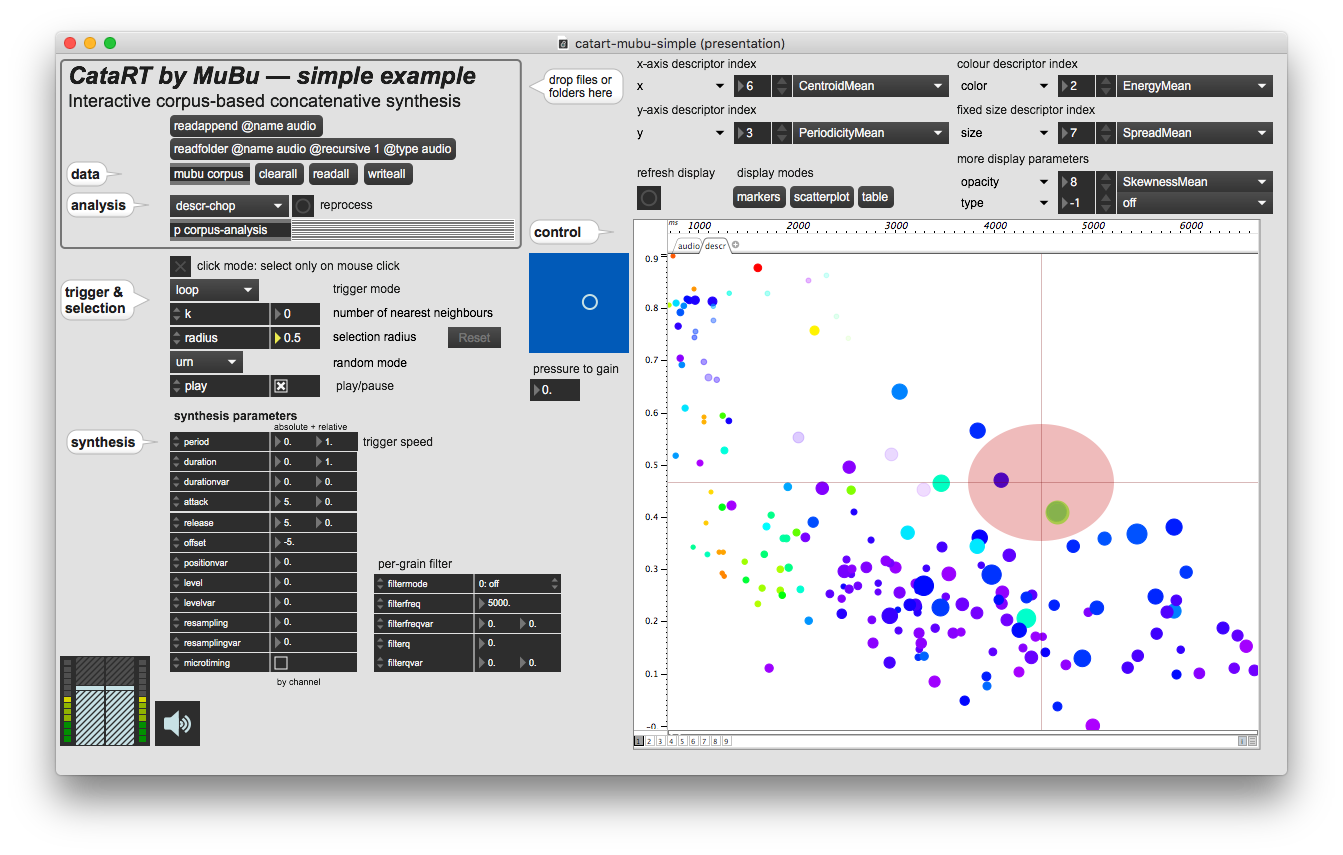 catart-mubu-simple (presentation)
CataRT by MuBu — simple example
Interactive corpus-based concatenative synthesis
readappend @name audio
readfolder @name audio @recursive 1 @type audio
data
mubu corpus clearall readall writeall
analysis
descr-chop reprocess
p corpus-analysis
drop files or
folders here
x-axis descriptor index
x 6 CentroidMean
y-axis descriptor index
y 3 PeriodicityMean
colour descriptor index
color 2 EnergyMean
fixed size descriptor index
size 7 SpreadMean
more display parameters
opacity 8 SkewnessMean
type -1 off
refresh display
display modes
markers scatterplot table
control
pressure to gain
0.
trigger &
selection
click mode: select only on mouse click
loop trigger mode
k 0 number of nearest neighbours
radius 0.5 selection radius Reset
urn random mode
play play/pause
synthesis
synthesis parameters
absolute + relative
period 0. 1. trigger speed
duration 0. 1.
durationvar 0. 0.
attack 5. 0.
release 5. 0.
offset -5.
positionvar 0.
level 0.
levelvar 0.
resampling 0.
resamplingvar 0.
microtiming
by channel
per-grain filter
filtermode 0: off
filterfreq 5000.
filterfreqvar 0. 0.
filterq 0.
filterqvar 0. 0.
ms 1000 2000 3000 4000 5000 6000
audio descr
0.9
0.8
0.7
0.6
0.5
0.4
0.3
0.2
0.1
-0
1 2 3 4 5 6 7 8 9